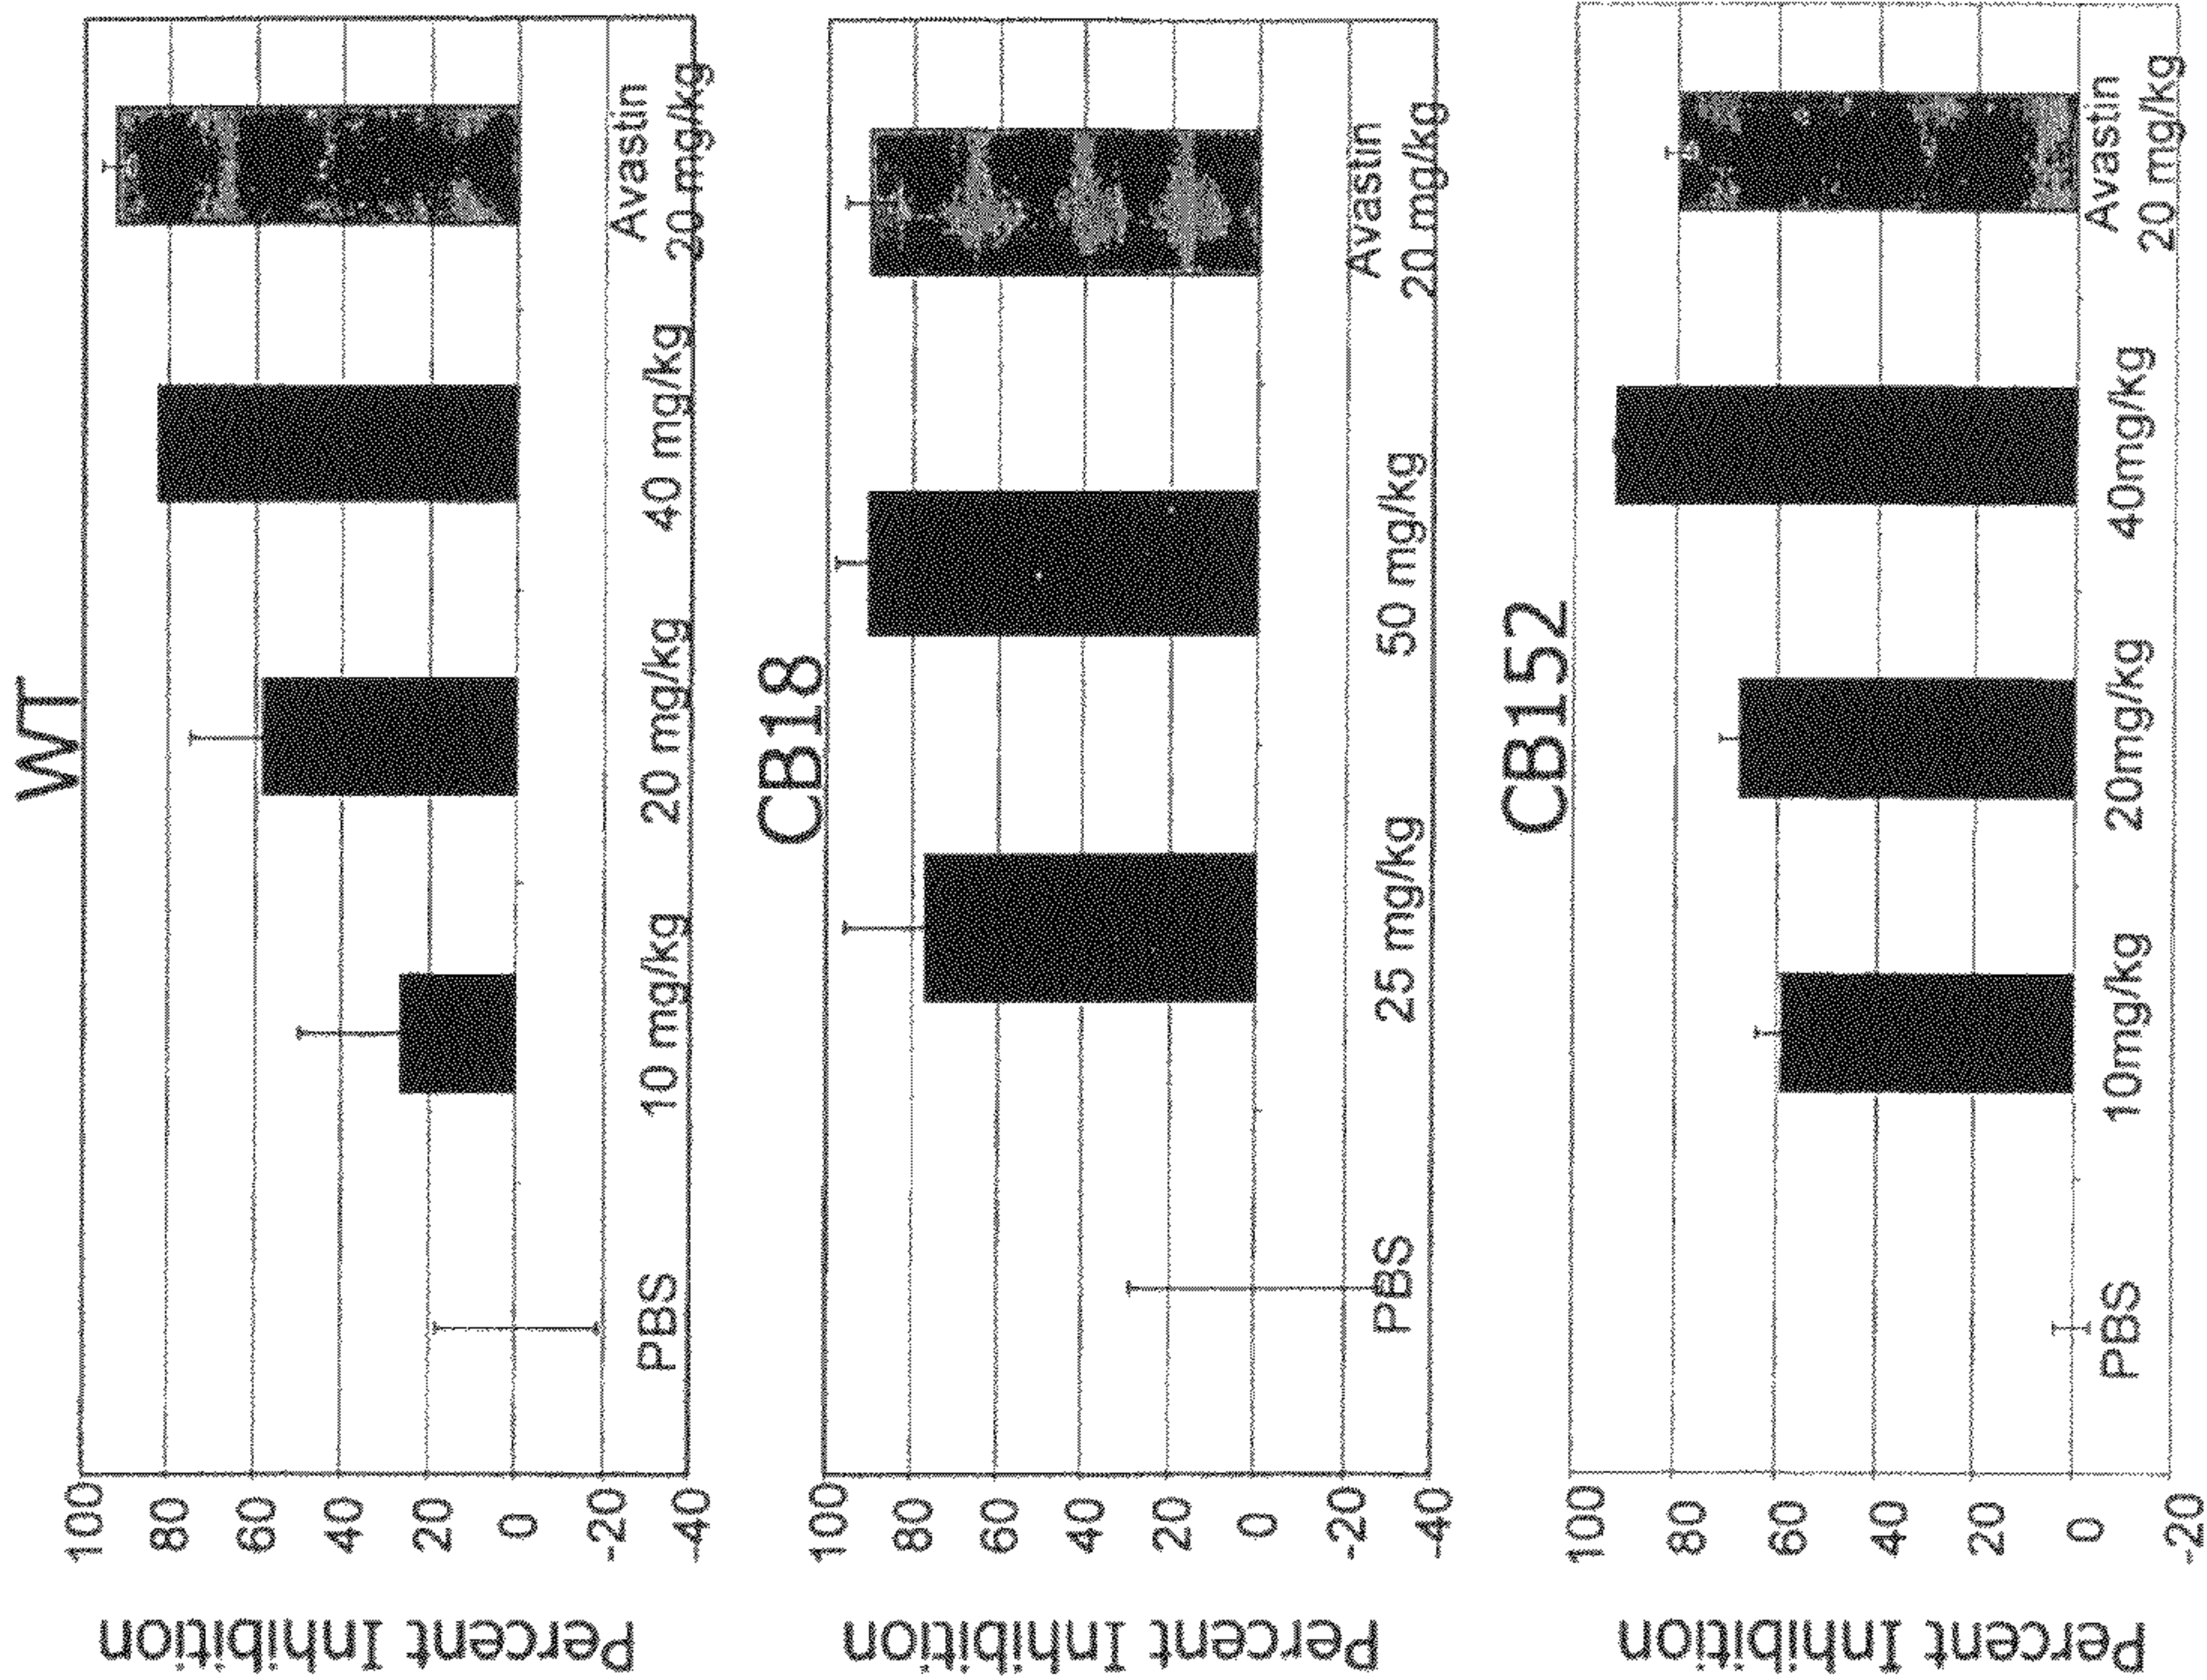 WT
Percent Inhibition
100
80
60
40
20
0
-20
-40
PBS
10 mg/kg
20 mg/kg
40 mg/kg
Avastin
20 mg/kg
CB18
Percent Inhibition
100
80
60
40
20
0
-20
-40
PBS
25 mg/kg
50 mg/kg
Avastin
20 mg/kg
CB152
Percent Inhibition
100
80
60
40
20
0
-20
PBS
10mg/kg
20mg/kg
40mg/kg
Avastin
20 mg/kg